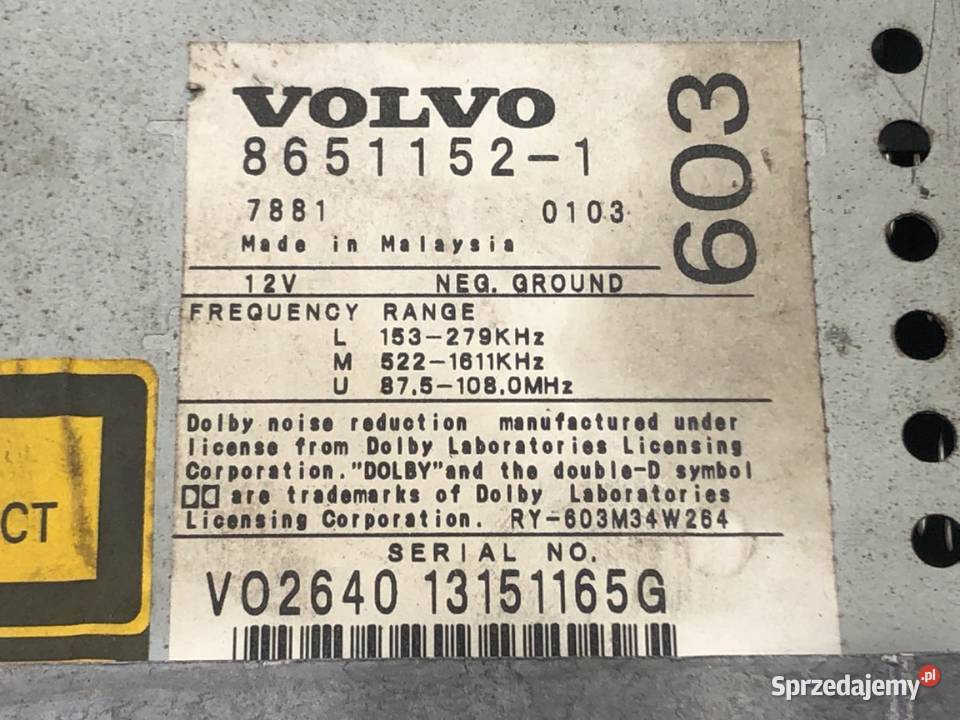 VOLVO
8651152-1
603
7881 0103
Made in Malaysia
12V NEG. GROUND
FREQUENCY RANGE
L 153-279KHz
M 522-1611KHz
U 87.5-108.0MHz
Dolby noise reduction manufactured under
license from Dolby Laboratories Licensing
Corporation."DOLBY"and the double-D symbol
are trademarks of Dolby Laboratories
Licensing Corporation. RY-603M34W264
SERIAL NO.
VO2640 13151165G
CT
Sprzedajemy.pl